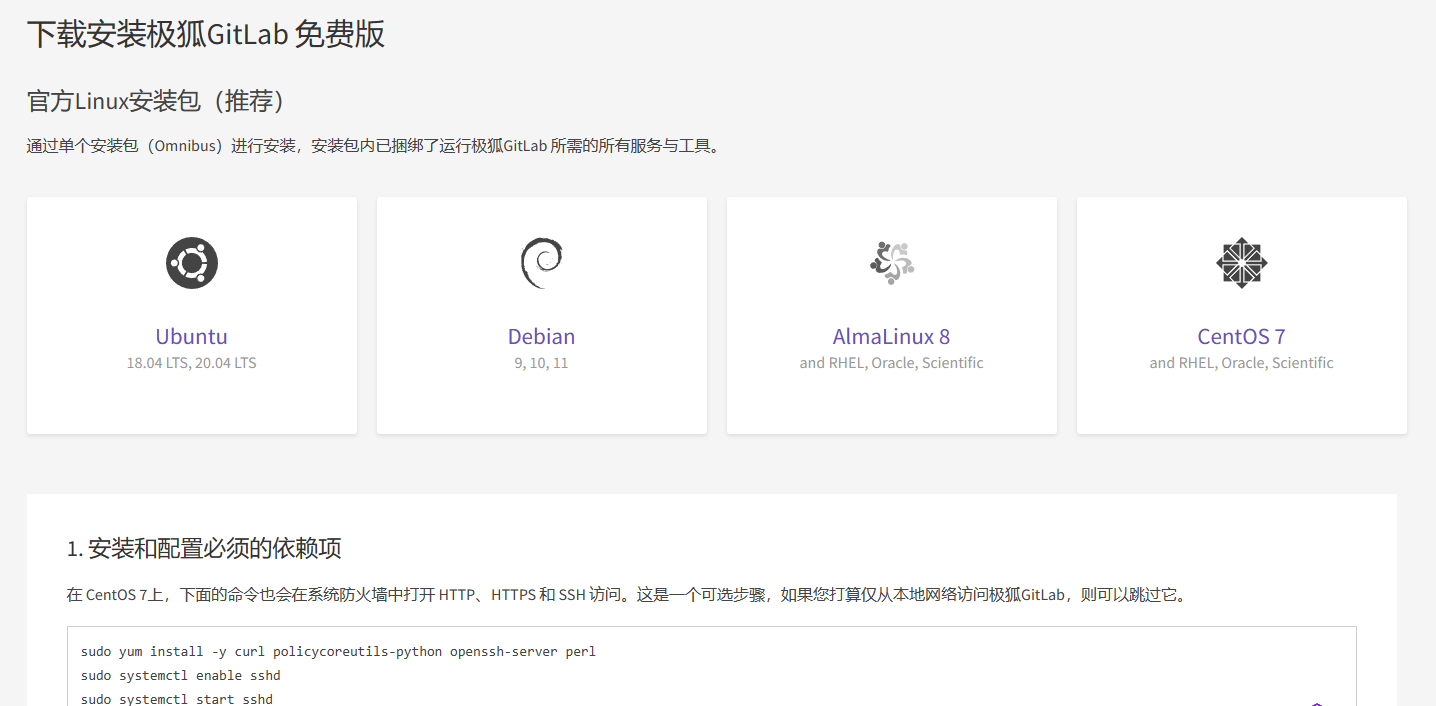 下载安装极狐GitLab 免费版
官方Linux安装包（推荐）
通过单个安装包（Omnibus）进行安装，安装包内已捆绑了运行极狐GitLab 所需的所有服务与工具。
Ubuntu
18.04 LTS, 20.04 LTS
Debian
9, 10, 11
AlmaLinux 8
and RHEL, Oracle, Scientific
CentOS 7
and RHEL, Oracle, Scientific
1. 安装和配置必须的依赖项
在 CentOS 7上，下面的命令也会在系统防火墙中打开 HTTP、HTTPS 和 SSH 访问。这是一个可选步骤，如果您打算仅从本地网络访问极狐GitLab，则可以跳过它。
sudo yum install -y curl policycoreutils-python openssh-server perl
sudo systemctl enable sshd
sudo systemctl start sshd